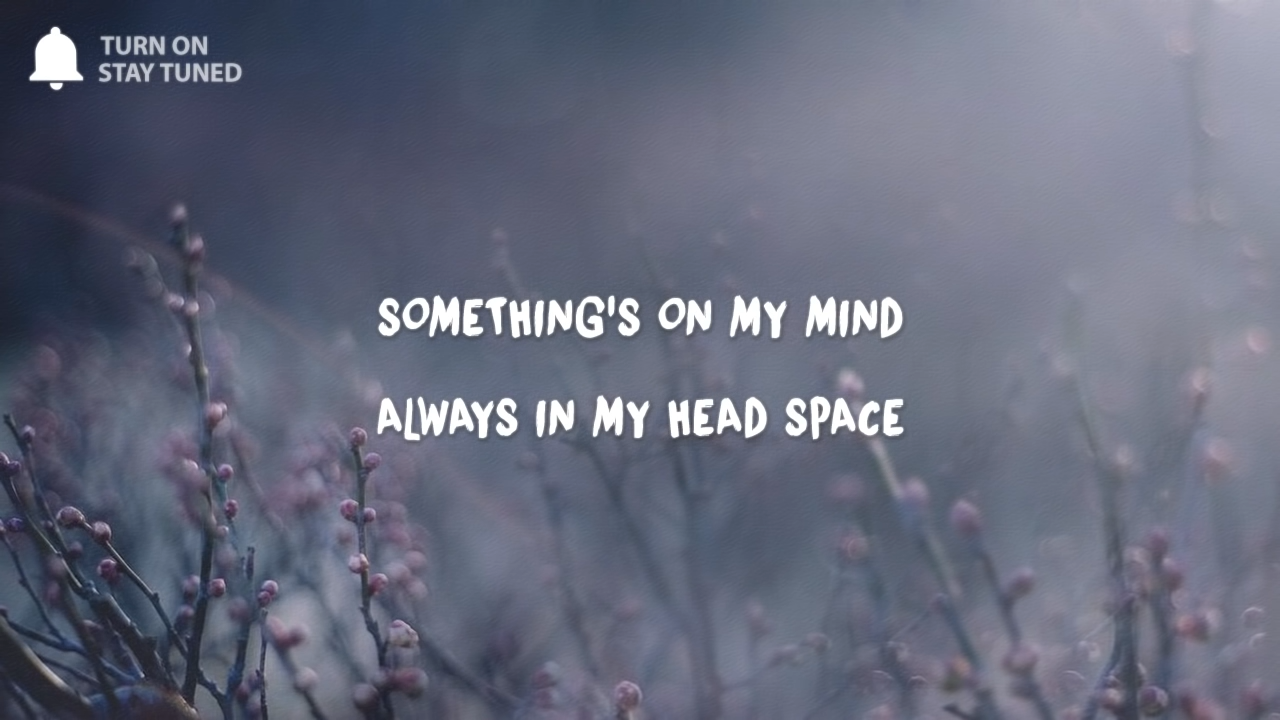 TURN ON
STAY TUNED
SOMETHING'S ON MY MIND
ALWAYS IN MY HEAD SPACE